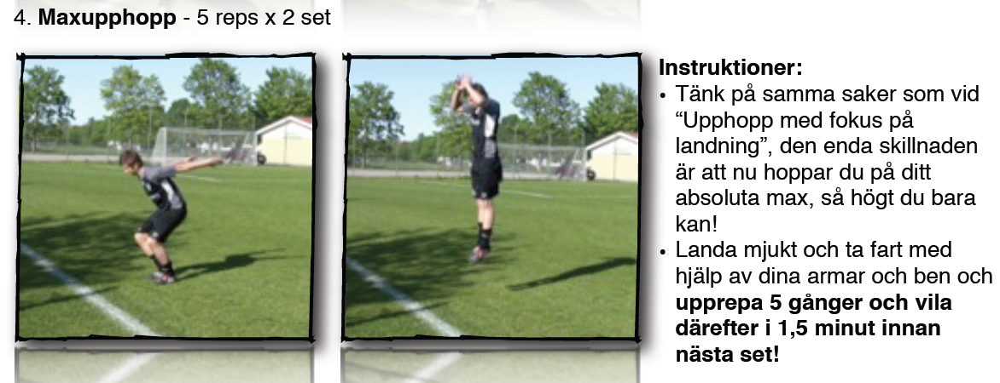 4. Maxupphopp - 5 reps x 2 set
Instruktioner:
• Tänk på samma saker som vid
“Upphopp med fokus på
landning”, den enda skillnaden
är att nu hoppar du på ditt
absoluta max, så högt du bara
kan!
• Landa mjukt och ta fart med
hjälp av dina armar och ben och
upprepa 5 gånger och vila
därefter i 1,5 minut innan
nästa set!